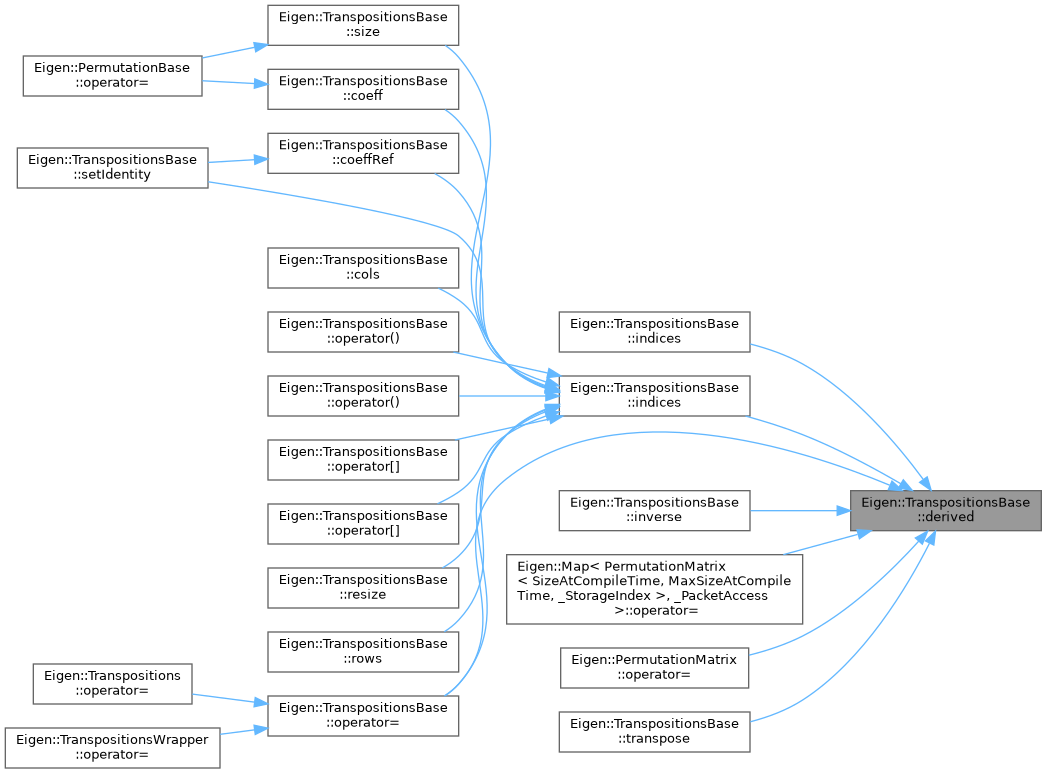 Eigen::TranspositionsBase
::size
Eigen::PermutationBase
::operator=
Eigen::TranspositionsBase
::coeff
Eigen::TranspositionsBase
::coeffRef
Eigen::TranspositionsBase
::setIdentity
Eigen::TranspositionsBase
::cols
Eigen::TranspositionsBase
::operator()
Eigen::TranspositionsBase
::indices
Eigen::TranspositionsBase
::operator()
Eigen::TranspositionsBase
::indices
Eigen::TranspositionsBase
::operator[]
Eigen::TranspositionsBase
::operator[]
Eigen::TranspositionsBase
::inverse
Eigen::TranspositionsBase
::derived
Eigen::TranspositionsBase
::resize
Eigen::Map< PermutationMatrix
< SizeAtCompileTime, MaxSizeAtCompile
Time, _StorageIndex >, _PacketAccess
>::operator=
Eigen::TranspositionsBase
::rows
Eigen::PermutationMatrix
::operator=
Eigen::Transpositions
::operator=
Eigen::TranspositionsBase
::operator=
Eigen::TranspositionsBase
::transpose
Eigen::TranspositionsWrapper
::operator=